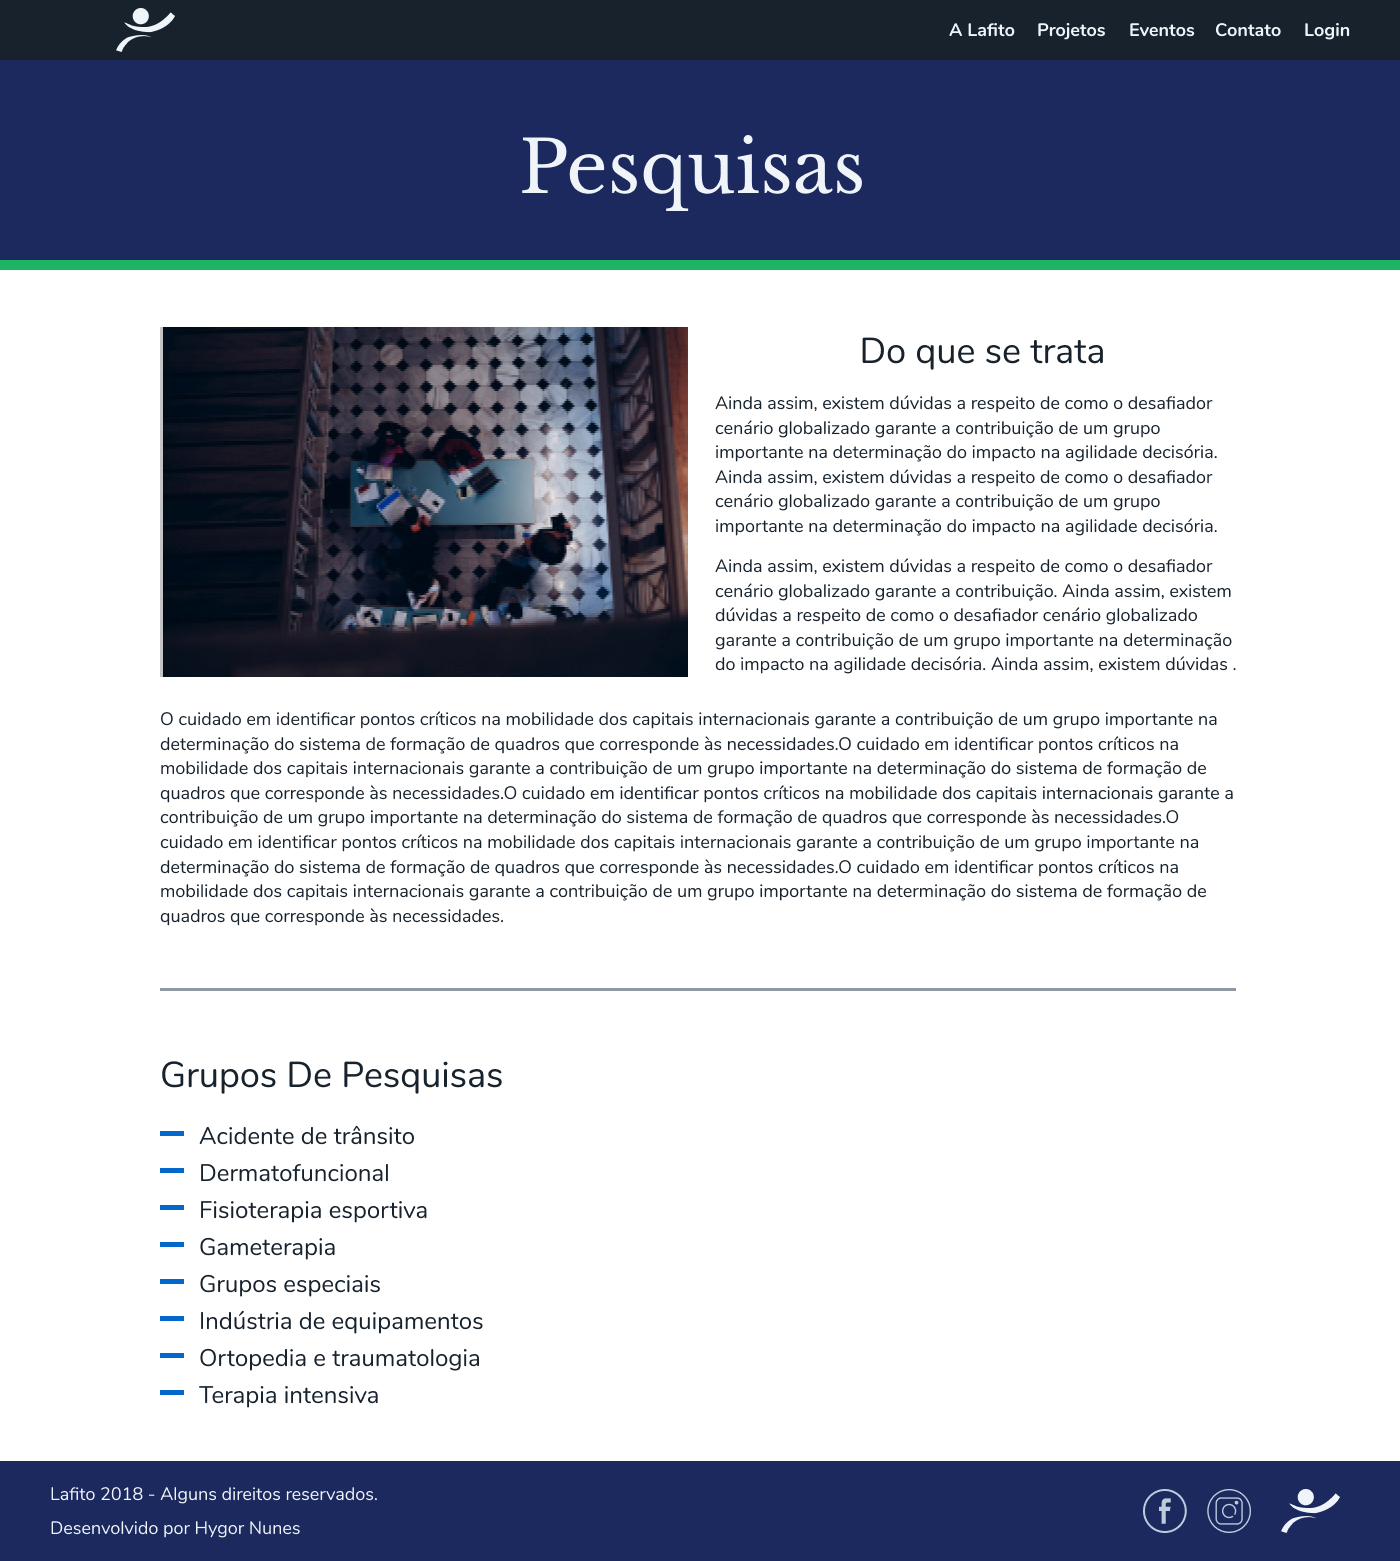 A Lafito Projetos Eventos Contato Login
Pesquisas
Do que se trata
Ainda assim, existem dúvidas a respeito de como o desafiador
cenário globalizado garante a contribuição de um grupo
importante na determinação do impacto na agilidade decisória.
Ainda assim, existem dúvidas a respeito de como o desafiador
cenário globalizado garante a contribuição de um grupo
importante na determinação do impacto na agilidade decisória.
Ainda assim, existem dúvidas a respeito de como o desafiador
cenário globalizado garante a contribuição. Ainda assim, existem
dúvidas a respeito de como o desafiador cenário globalizado
garante a contribuição de um grupo importante na determinação
do impacto na agilidade decisória. Ainda assim, existem dúvidas .
O cuidado em identificar pontos críticos na mobilidade dos capitais internacionais garante a contribuição de um grupo importante na
determinação do sistema de formação de quadros que corresponde às necessidades.O cuidado em identificar pontos críticos na
mobilidade dos capitais internacionais garante a contribuição de um grupo importante na determinação do sistema de formação de
quadros que corresponde às necessidades.O cuidado em identificar pontos críticos na mobilidade dos capitais internacionais garante a
contribuição de um grupo importante na determinação do sistema de formação de quadros que corresponde às necessidades.O
cuidado em identificar pontos críticos na mobilidade dos capitais internacionais garante a contribuição de um grupo importante na
determinação do sistema de formação de quadros que corresponde às necessidades.O cuidado em identificar pontos críticos na
mobilidade dos capitais internacionais garante a contribuição de um grupo importante na determinação do sistema de formação de
quadros que corresponde às necessidades.
Grupos De Pesquisas
Acidente de trânsito
Dermatofuncional
Fisioterapia esportiva
Gameterapia
Grupos especiais
Indústria de equipamentos
Ortopedia e traumatologia
Terapia intensiva
Lafito 2018 - Alguns direitos reservados.
Desenvolvido por Hygor Nunes